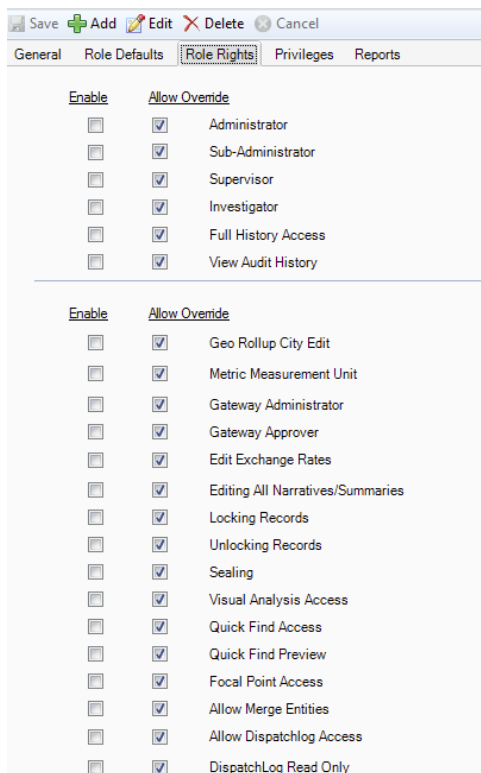 Save Add Edit Delete Cancel
General Role Defaults Role Rights Privileges Reports
Enable Allow Override
Administrator
Sub-Administrator
Supervisor
Investigator
Full History Access
View Audit History
Enable Allow Override
Geo Rollup City Edit
Metric Measurement Unit
Gateway Administrator
Gateway Approver
Edit Exchange Rates
Editing All Narratives/Summaries
Locking Records
Unlocking Records
Sealing
Visual Analysis Access
Quick Find Access
Quick Find Preview
Focal Point Access
Allow Merge Entities
Allow Dispatchlog Access
DispatchLog Read Only